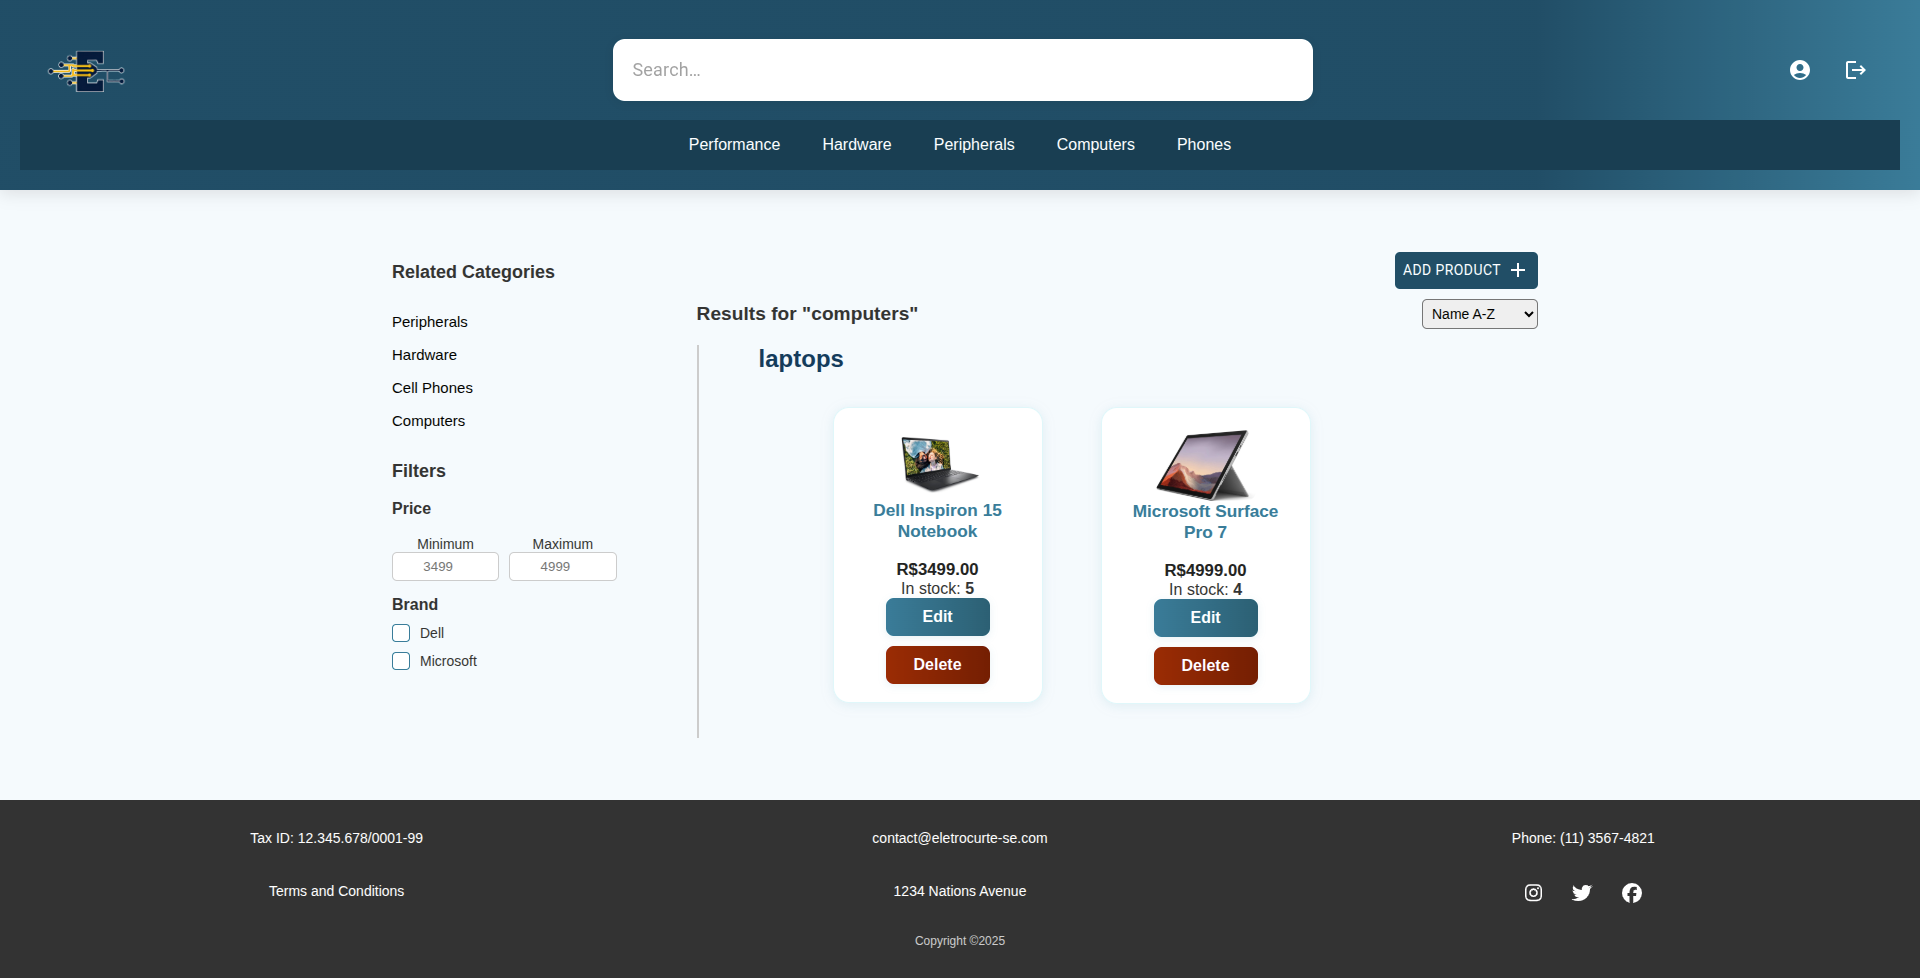 Search...
Performance Hardware Peripherals Computers Phones
Related Categories
Peripherals
Hardware
Cell Phones
Computers
Filters
Price
Minimum Maximum
3499 4999
Brand
Dell
Microsoft
ADD PRODUCT
Results for "computers"
Name A-Z
laptops
Dell Inspiron 15
Notebook
R$3499.00
In stock: 5
Edit
Delete
Microsoft Surface
Pro 7
R$4999.00
In stock: 4
Edit
Delete
Tax ID: 12.345.678/0001-99
Terms and Conditions
contact@eletrocurte-se.com
1234 Nations Avenue
Phone: (11) 3567-4821
Copyright ©2025